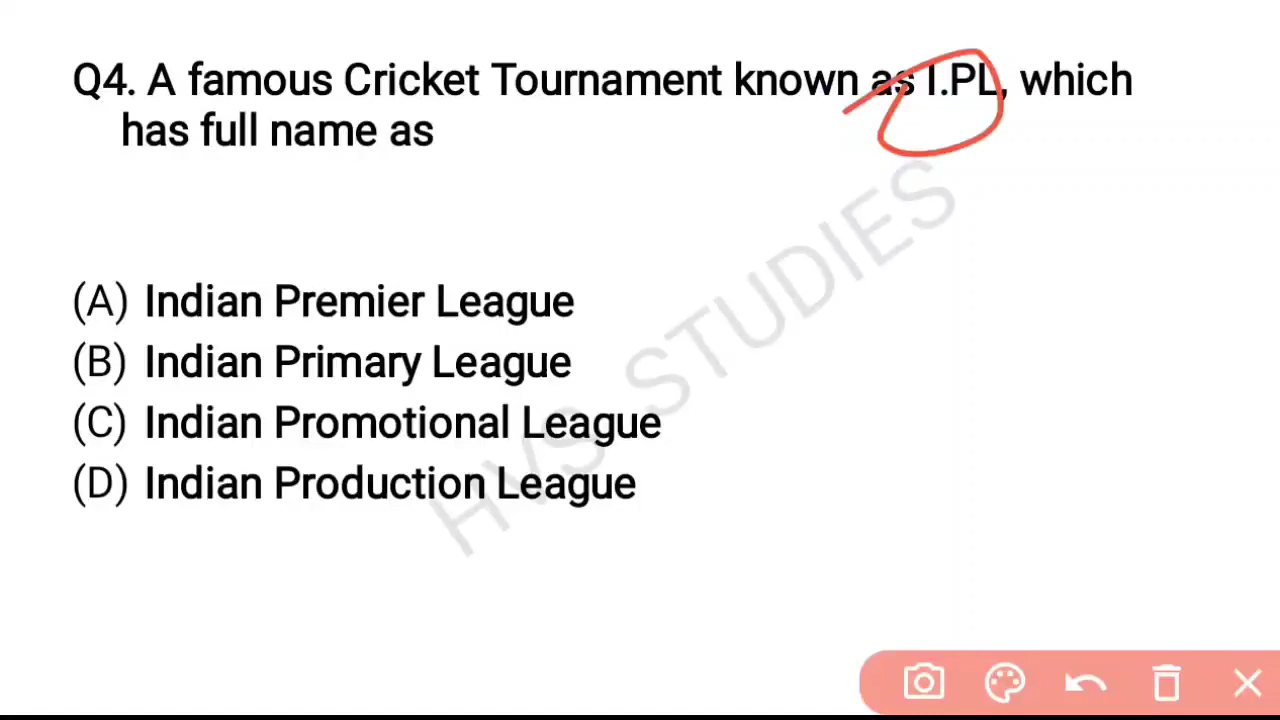 Q4. A famous Cricket Tournament known as I.PL, which
has full name as
(A) Indian Premier League
(B) Indian Primary League
(C) Indian Promotional League
(D) Indian Production League
HVS STUDIES